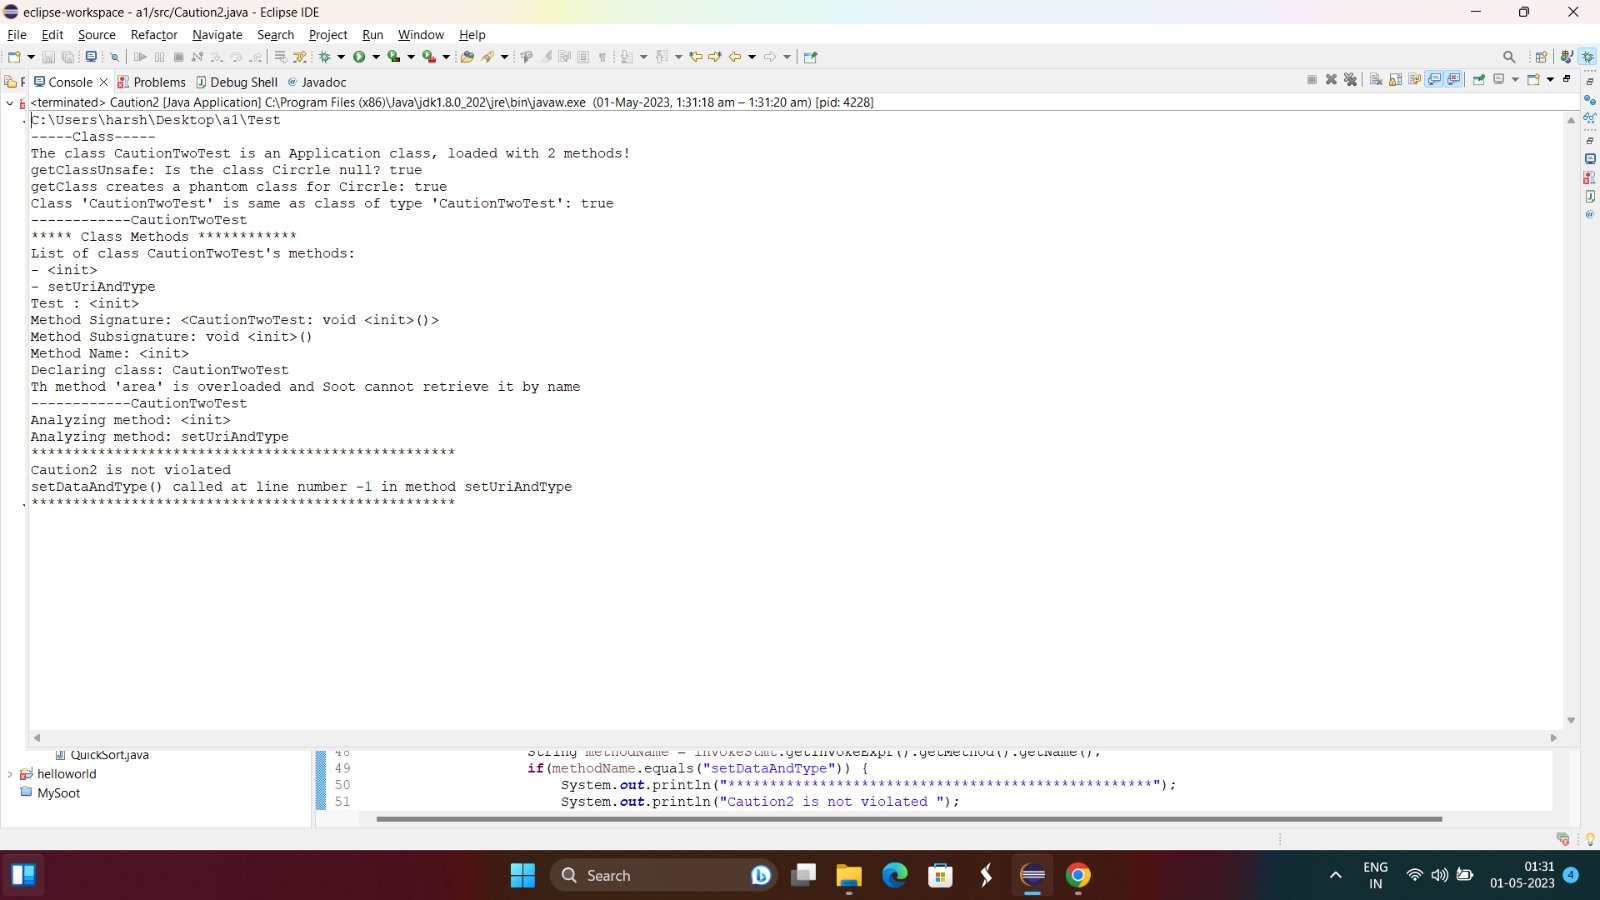 eclipse-workspace - a1/src/Caution2.java - Eclipse IDE
File Edit Source Refactor Navigate Search Project Run Window Help
Console Problems Debug Shell @ Javadoc
<terminated> Caution2 [Java Application] C:\Program Files (x86)\Java\jdk1.8.0_202\jre\bin\javaw.exe (01-May-2023, 1:31:18 am – 1:31:20 am) [pid: 4228]
C:\Users\harsh\Desktop\a1\Test
-----Class-----
The class CautionTwoTest is an Application class, loaded with 2 methods!
getClassUnsafe: Is the class Circrle null? true
getClass creates a phantom class for Circrle: true
Class 'CautionTwoTest' is same as class of type 'CautionTwoTest': true
------------CautionTwoTest
***** Class Methods ************
List of class CautionTwoTest's methods:
- <init>
- setUriAndType
Test : <init>
Method Signature: <CautionTwoTest: void <init>()>
Method Subsignature: void <init>()
Method Name: <init>
Declaring class: CautionTwoTest
Th method 'area' is overloaded and Soot cannot retrieve it by name
------------CautionTwoTest
Analyzing method: <init>
Analyzing method: setUriAndType
***************************************************
Caution2 is not violated
setDataAndType() called at line number -1 in method setUriAndType
***************************************************
QuickSort.java
helloworld
MySoot
48 String methodName = invokeStmt.getInvokeExpr().getMethod().getName();
49 if(methodName.equals("setDataAndType")) {
50 System.out.println("***************************************************");
51 System.out.println("Caution2 is not violated ");
Search
ENG
IN
01:31
01-05-2023
4